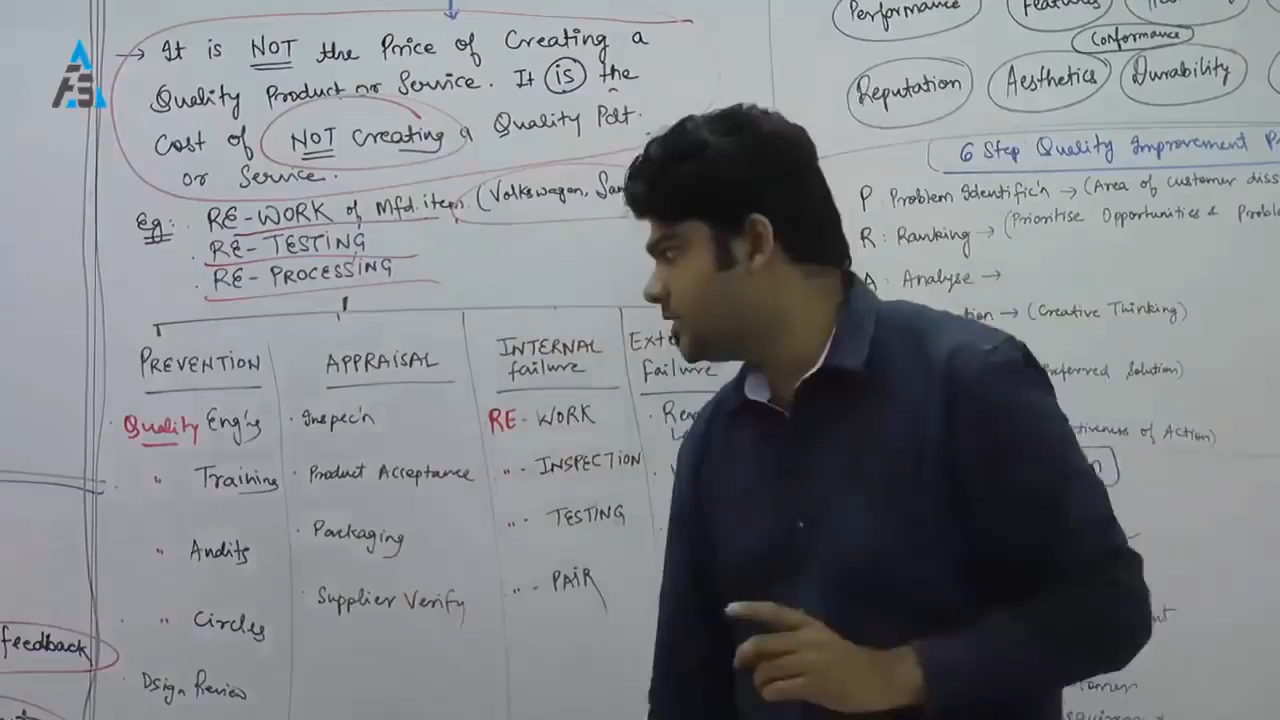 → It is NOT the Price of Creating a
Quality Product or Service. It is the
Cost of NOT Creating a Quality Pdt.
or Service.
Eg: RE-WORK of Mfd. item. (Volkswagen,
RE-TESTING
RE-PROCESSING
PREVENTION
Quality Eng'g
" Training
" Audits
" Circles
Dsign Review
APPRAISAL
Inspec'n
Product Acceptance
Packaging
Supplier Verify
INTERNAL
failure
RE-WORK
" - INSPECTION
" - TESTING
" - PAIR
failure
feedback
Performance
Features
Conformance
Reputation
Aesthetics
Durability
6 Step Quality Improvement
P Problem Identific'n → (Area of customer
R: Ranking → (Prioritise Opportunities &
A: Analyse →
→ (Creative Thinking)
Solution)
of Action)